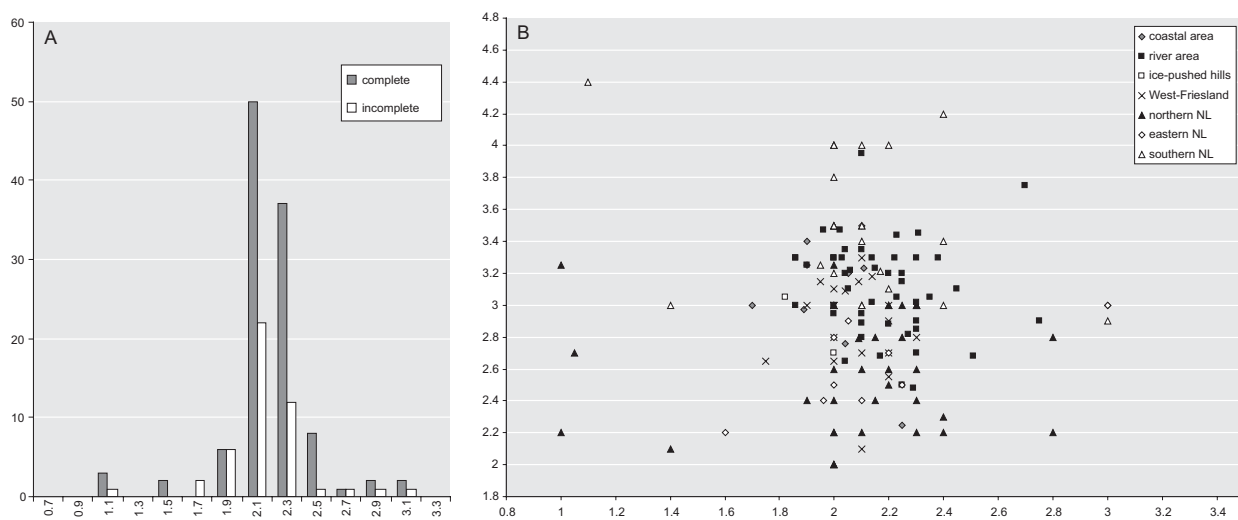 A
60
50
40
30
20
10
0
complete
incomplete
0.7 0.9 1.1 1.3 1.5 1.7 1.9 2.1 2.3 2.5 2.7 2.9 3.1 3.3
B
4.8
4.6
4.4
4.2
4
3.8
3.6
3.4
3.2
3
2.8
2.6
2.4
2.2
2
1.8
coastal area
river area
ice-pushed hills
West-Friesland
northern NL
eastern NL
southern NL
0.8 1 1.2 1.4 1.6 1.8 2 2.2 2.4 2.6 2.8 3 3.2 3.4